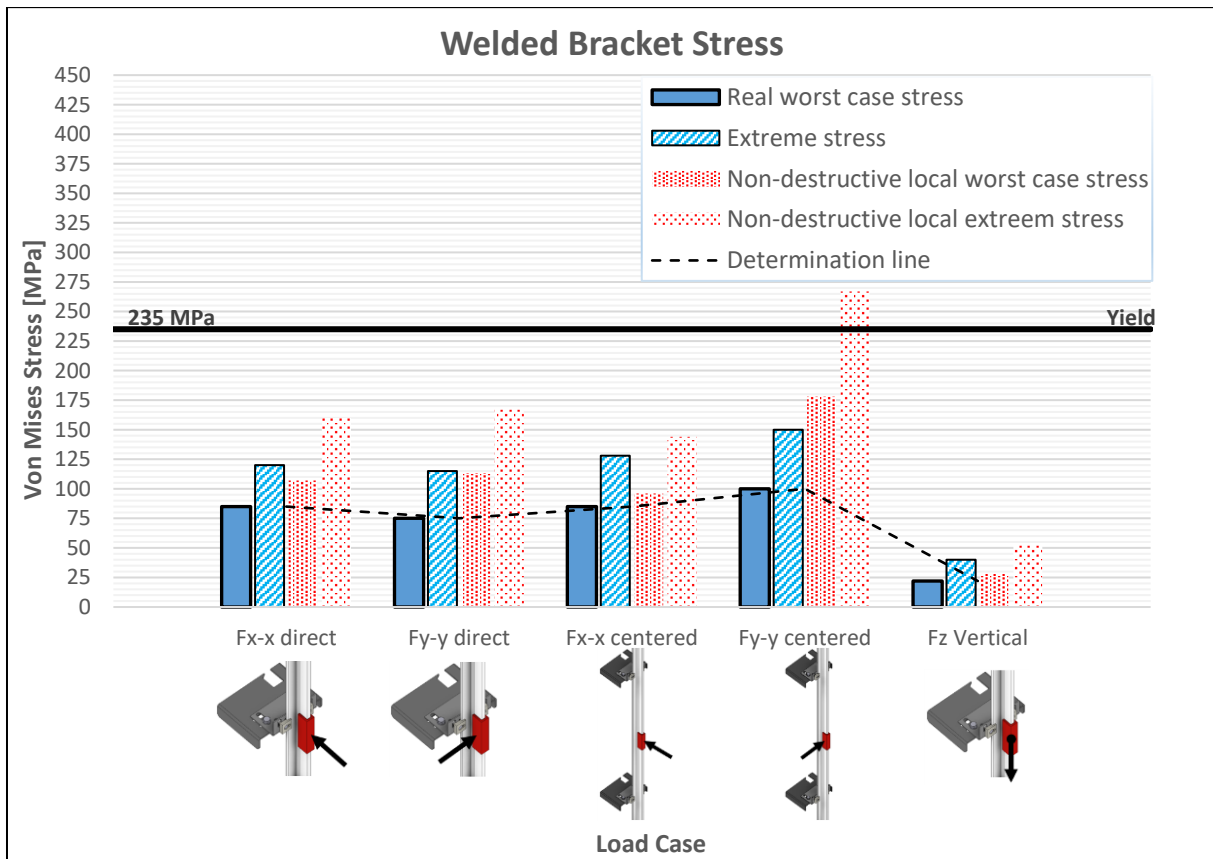 Welded Bracket Stress
450
425
400
375
350
325
300
275
250
225
200
175
150
125
100
75
50
25
0
Von Mises Stress [MPa]
Real worst case stress
Extreme stress
Non-destructive local worst case stress
Non-destructive local extreem stress
Determination line
235 MPa
Yield
Fx-x direct
Fy-y direct
Fx-x centered
Fy-y centered
Fz Vertical
Load Case